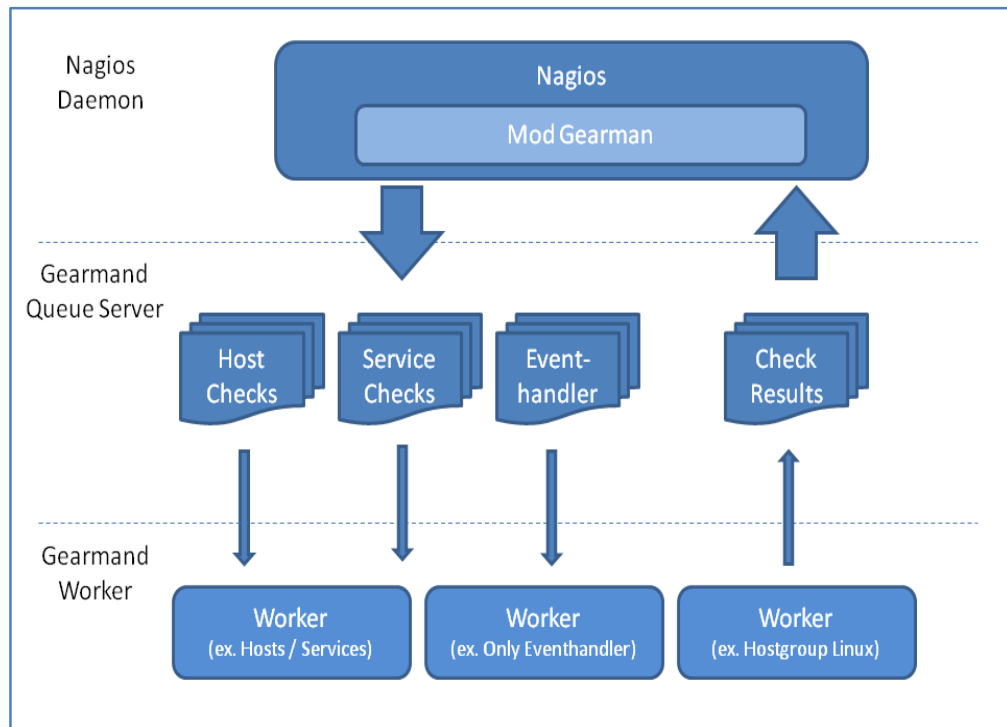 Nagios
Daemon
Nagios
Mod Gearman
Gearmand
Queue Server
Host
Checks
Service
Checks
Event-
handler
Check
Results
Gearmand
Worker
Worker
(ex. Hosts / Services)
Worker
(ex. Only Eventhandler)
Worker
(ex. Hostgroup Linux)